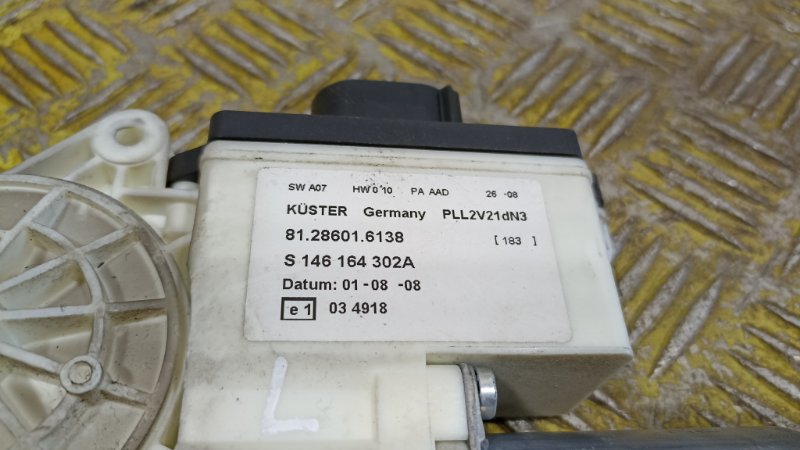 SW A07 HW 0'10 PA AAD 26 -08
KÜSTER Germany PLL2V21dN3
81.28601.6138 [ 183 ]
S 146 164 302A
Datum: 01-08 -08
e 1 03 4918
L